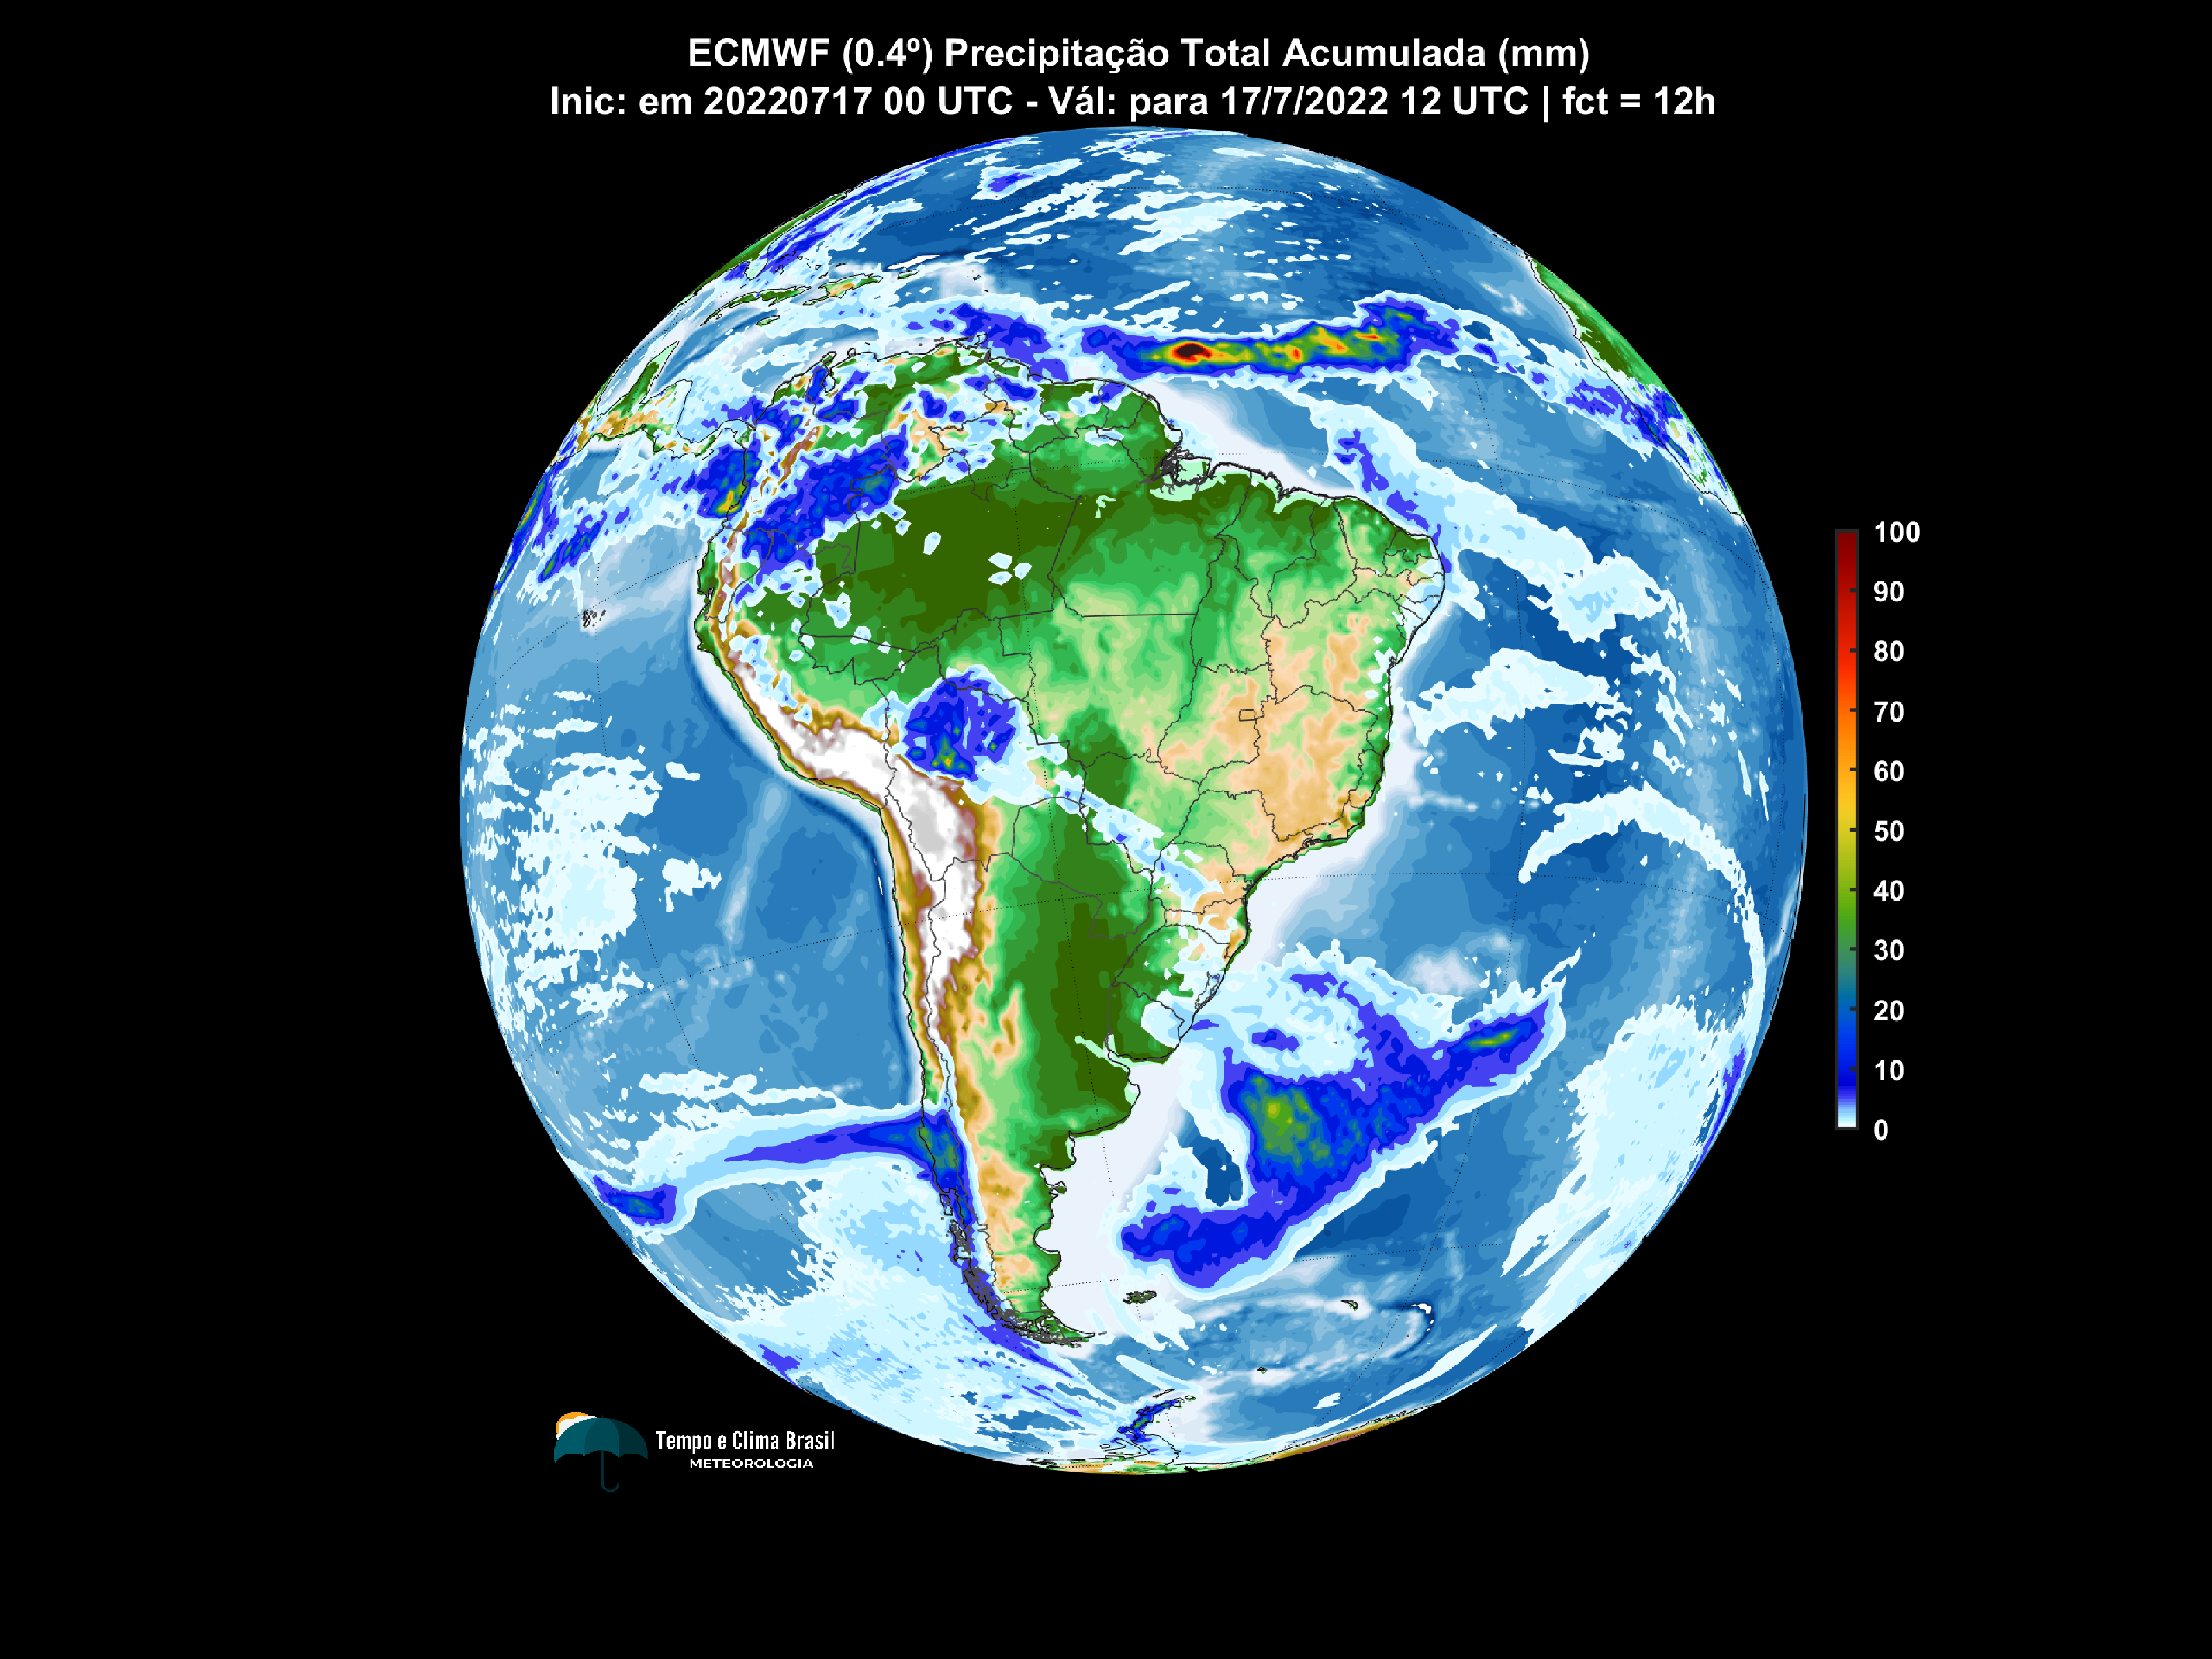 ECMWF (0.4º) Precipitação Total Acumulada (mm)
Inic: em 20220717 00 UTC - Vál: para 17/7/2022 12 UTC | fct = 12h
100
90
80
70
60
50
40
30
20
10
0
Tempo e Clima Brasil
METEOROLOGIA